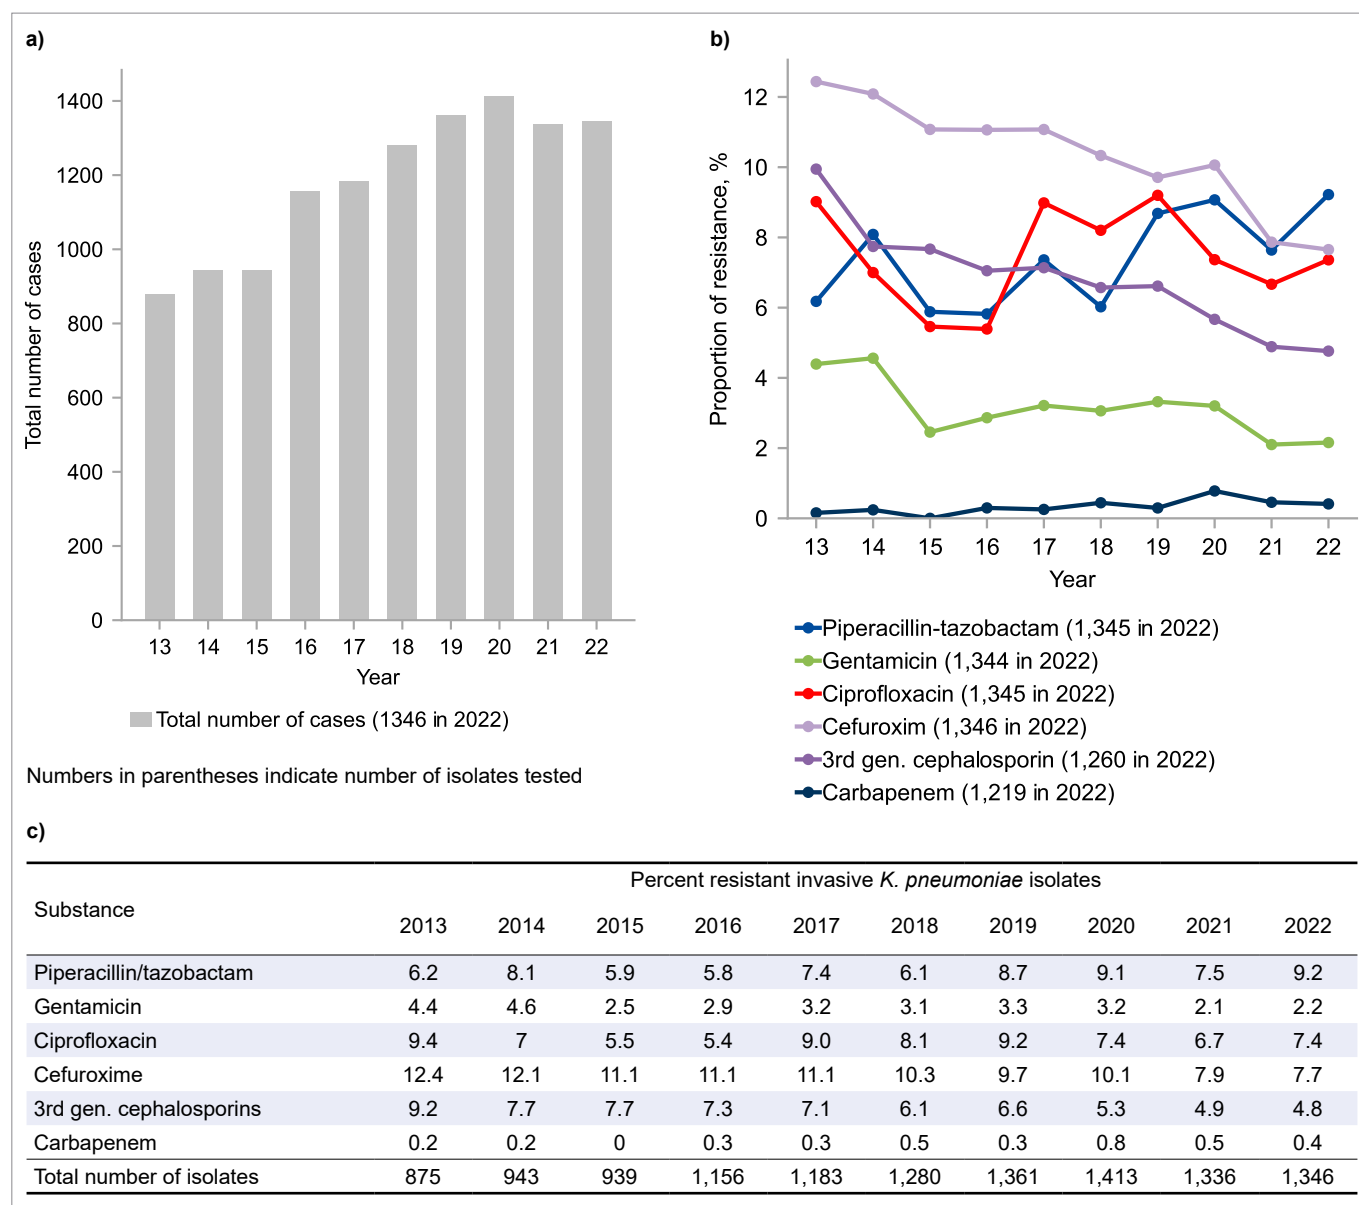 a)
Total number of cases
1400
1200
1000
800
600
400
200
0
13 14 15 16 17 18 19 20 21 22
Year
Total number of cases (1346 in 2022)
Numbers in parentheses indicate number of isolates tested
b)
Proportion of resistance, %
12
10
8
6
4
2
0
13 14 15 16 17 18 19 20 21 22
Year
Piperacillin-tazobactam (1,345 in 2022)
Gentamicin (1,344 in 2022)
Ciprofloxacin (1,345 in 2022)
Cefuroxim (1,346 in 2022)
3rd gen. cephalosporin (1,260 in 2022)
Carbapenem (1,219 in 2022)
c)
Percent resistant invasive K. pneumoniae isolates
Substance
2013 2014 2015 2016 2017 2018 2019 2020 2021 2022
Piperacillin/tazobactam 6.2 8.1 5.9 5.8 7.4 6.1 8.7 9.1 7.5 9.2
Gentamicin 4.4 4.6 2.5 2.9 3.2 3.1 3.3 3.2 2.1 2.2
Ciprofloxacin 9.4 7 5.5 5.4 9.0 8.1 9.2 7.4 6.7 7.4
Cefuroxime 12.4 12.1 11.1 11.1 11.1 10.3 9.7 10.1 7.9 7.7
3rd gen. cephalosporins 9.2 7.7 7.7 7.3 7.1 6.1 6.6 5.3 4.9 4.8
Carbapenem 0.2 0.2 0 0.3 0.3 0.5 0.3 0.8 0.5 0.4
Total number of isolates 875 943 939 1,156 1,183 1,280 1,361 1,413 1,336 1,346